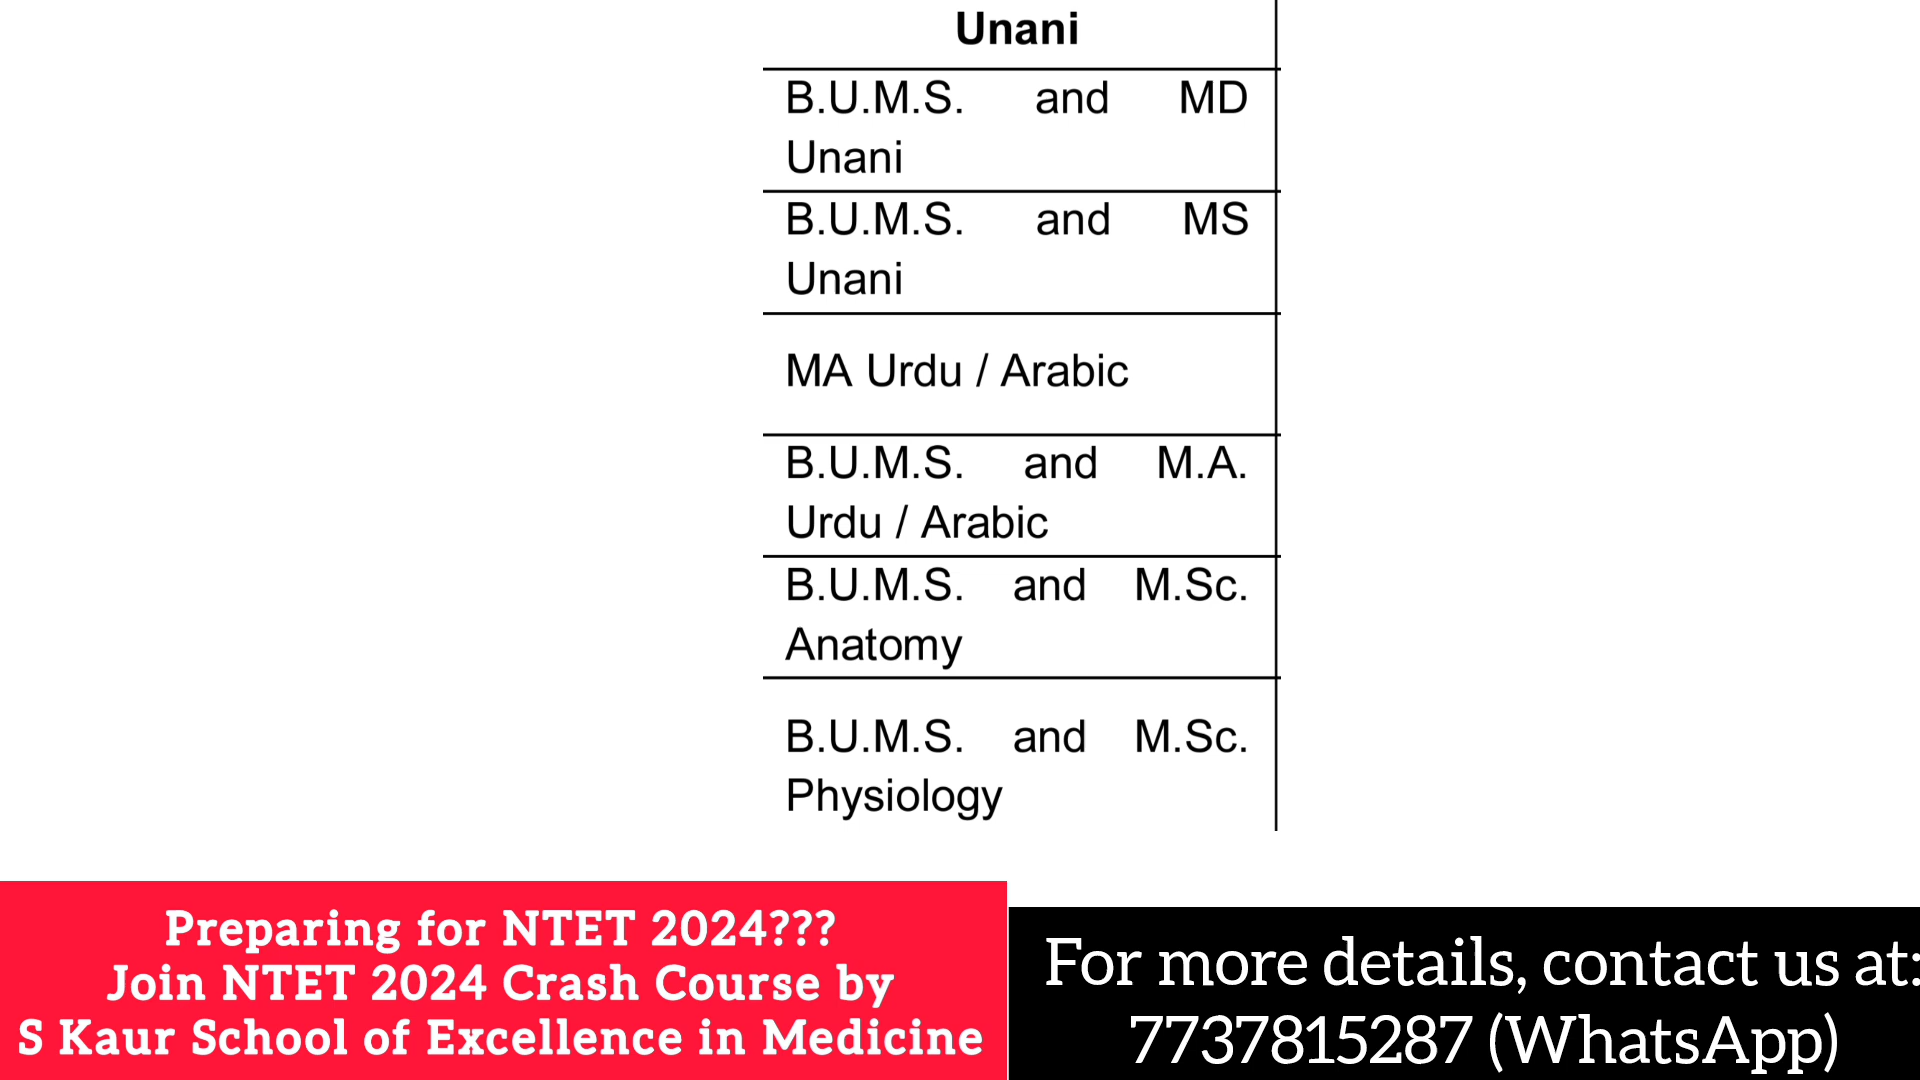 Unani
B.U.M.S. and MD
Unani
B.U.M.S. and MS
Unani
MA Urdu / Arabic
B.U.M.S. and M.A.
Urdu / Arabic
B.U.M.S. and M.Sc.
Anatomy
B.U.M.S. and M.Sc.
Physiology
Preparing for NTET 2024???
Join NTET 2024 Crash Course by
S Kaur School of Excellence in Medicine
For more details, contact us at:
7737815287 (WhatsApp)